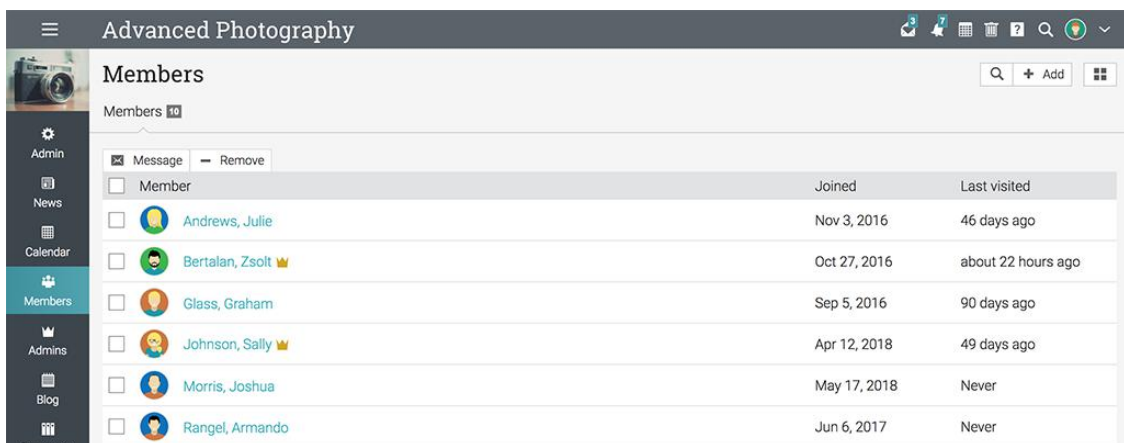 Advanced Photography
3
7
?
Members
+ Add
Members 10
Admin
News
Calendar
Members
Admins
Blog
Message
Remove
Member Joined Last visited
Andrews, Julie Nov 3, 2016 46 days ago
Bertalan, Zsolt Oct 27, 2016 about 22 hours ago
Glass, Graham Sep 5, 2016 90 days ago
Johnson, Sally Apr 12, 2018 49 days ago
Morris, Joshua May 17, 2018 Never
Rangel, Armando Jun 6, 2017 Never